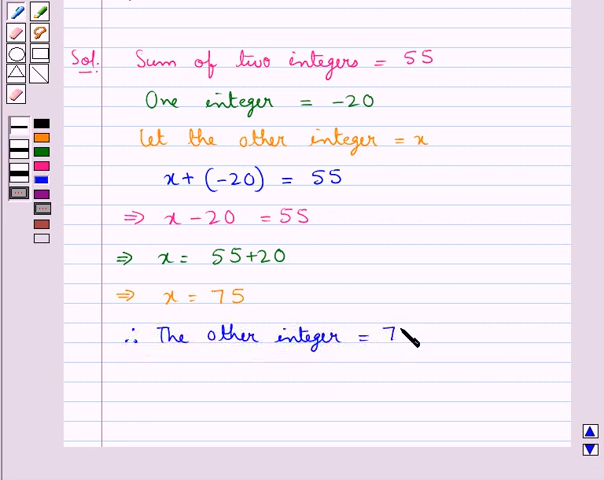 Sol. Sum of two integers = 55
One integer = -20
Let the other integer = x
x + (-20) = 55
⇒ x - 20 = 55
⇒ x = 55+20
⇒ x = 75
∴ The other integer = 7